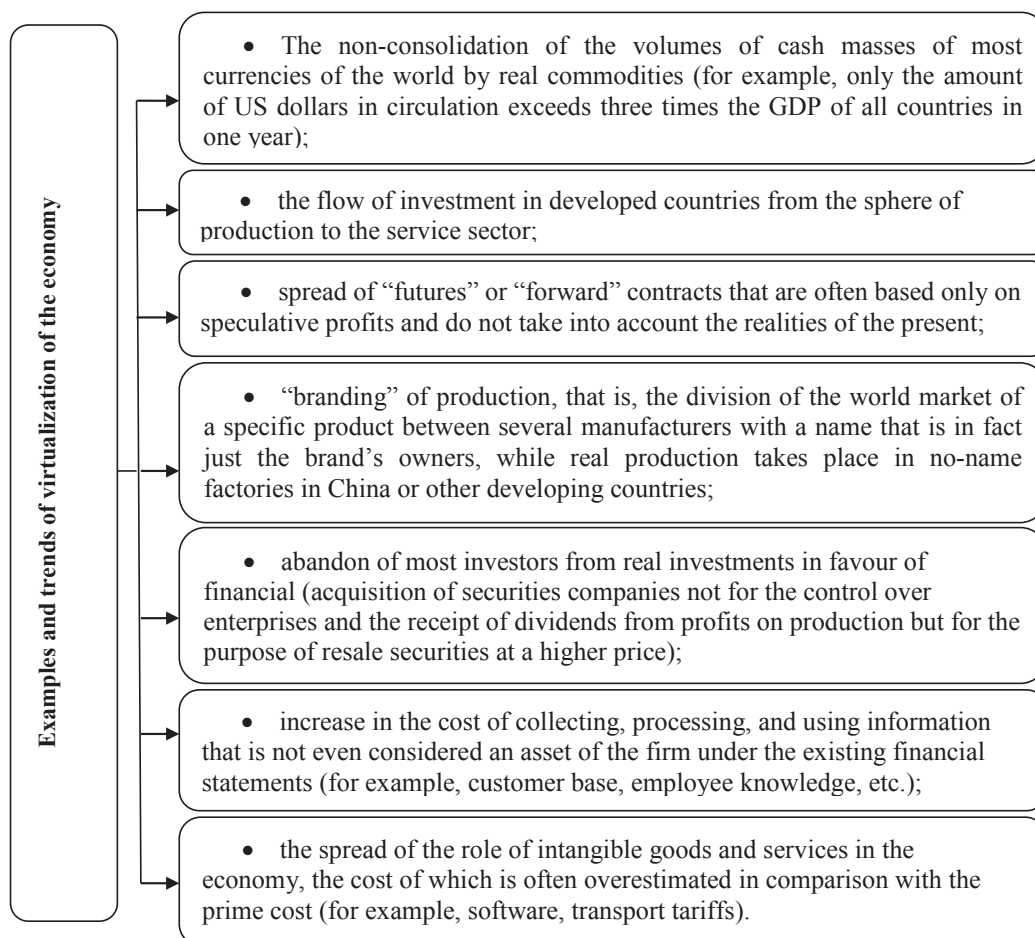 Examples and trends of virtualization of the economy
• The non-consolidation of the volumes of cash masses of most
currencies of the world by real commodities (for example, only the amount
of US dollars in circulation exceeds three times the GDP of all countries in
one year);
• the flow of investment in developed countries from the sphere of
production to the service sector;
• spread of “futures” or “forward” contracts that are often based only on
speculative profits and do not take into account the realities of the present;
• “branding” of production, that is, the division of the world market of
a specific product between several manufacturers with a name that is in fact
just the brand’s owners, while real production takes place in no-name
factories in China or other developing countries;
• abandon of most investors from real investments in favour of
financial (acquisition of securities companies not for the control over
enterprises and the receipt of dividends from profits on production but for the
purpose of resale securities at a higher price);
• increase in the cost of collecting, processing, and using information
that is not even considered an asset of the firm under the existing financial
statements (for example, customer base, employee knowledge, etc.);
• the spread of the role of intangible goods and services in the
economy, the cost of which is often overestimated in comparison with the
prime cost (for example, software, transport tariffs).